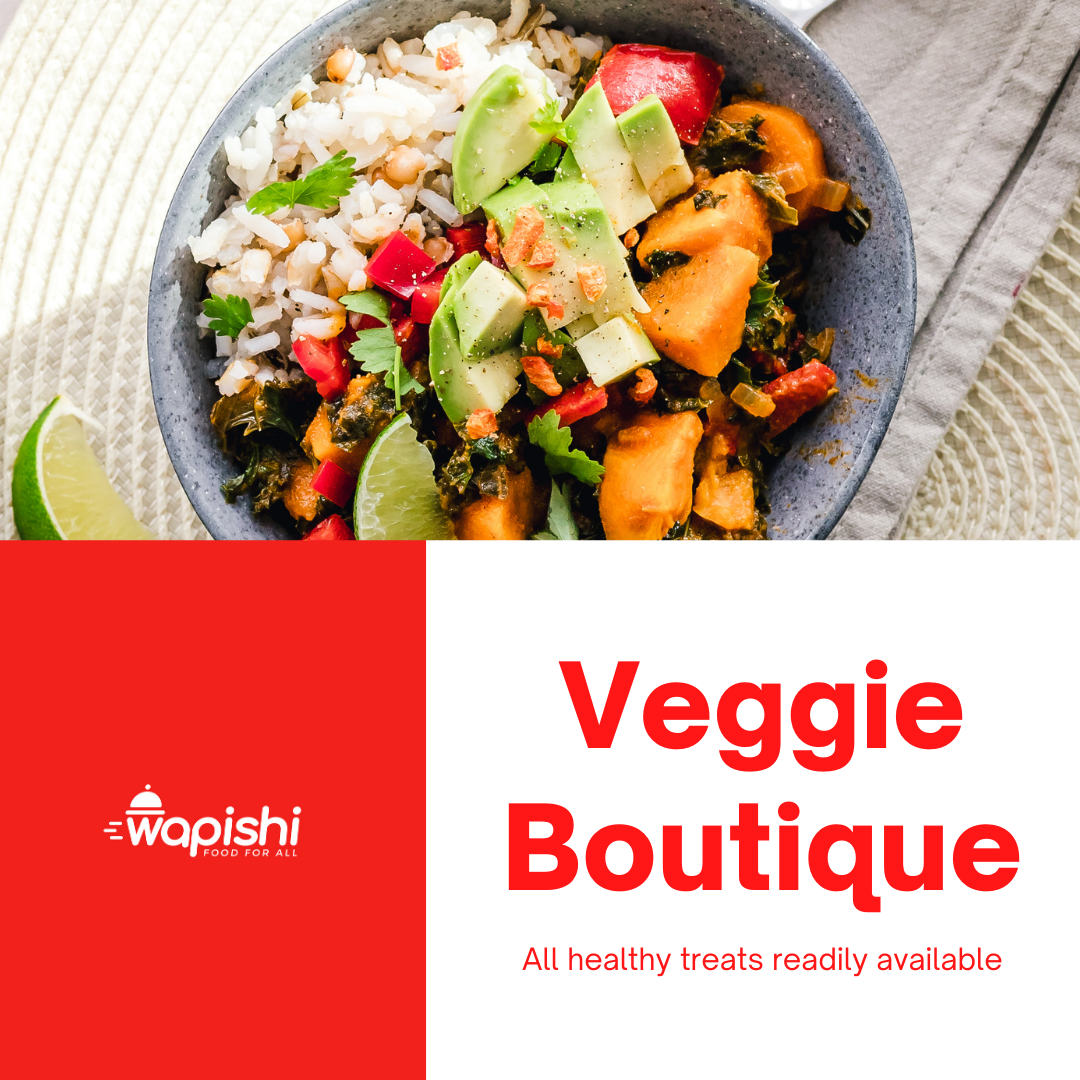 wapishi
FOOD FOR ALL
Veggie
Boutique
All healthy treats readily available